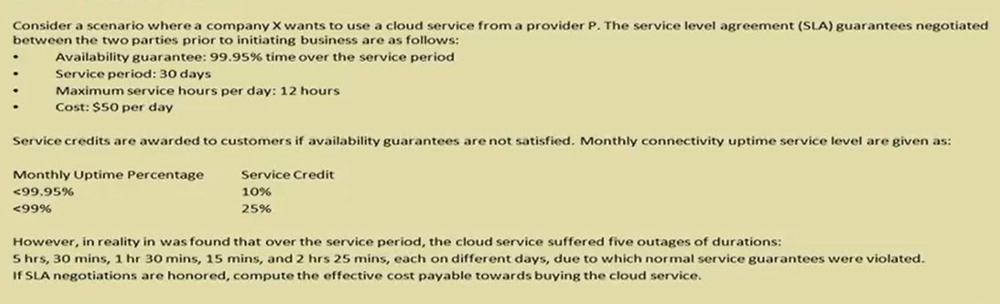 Consider a scenario where a company X wants to use a cloud service from a provider P. The service level agreement (SLA) guarantees negotiated
between the two parties prior to initiating business are as follows:
• Availability guarantee: 99.95% time over the service period
• Service period: 30 days
• Maximum service hours per day: 12 hours
• Cost: $50 per day
Service credits are awarded to customers if availability guarantees are not satisfied. Monthly connectivity uptime service level are given as:
Monthly Uptime Percentage Service Credit
<99.95% 10%
<99% 25%
However, in reality in was found that over the service period, the cloud service suffered five outages of durations:
5 hrs, 30 mins, 1 hr 30 mins, 15 mins, and 2 hrs 25 mins, each on different days, due to which normal service guarantees were violated.
If SLA negotiations are honored, compute the effective cost payable towards buying the cloud service.